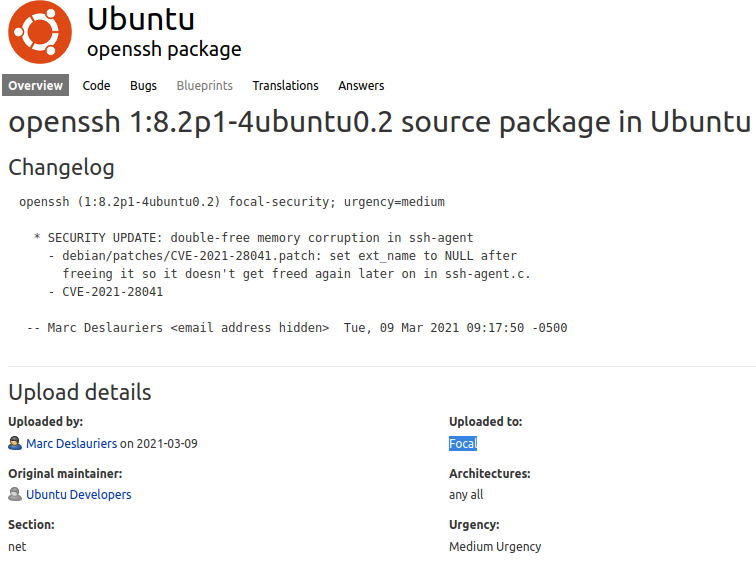 Ubuntu
openssh package
Overview Code Bugs Blueprints Translations Answers
openssh 1:8.2p1-4ubuntu0.2 source package in Ubuntu
Changelog
openssh (1:8.2p1-4ubuntu0.2) focal-security; urgency=medium
* SECURITY UPDATE: double-free memory corruption in ssh-agent
- debian/patches/CVE-2021-28041.patch: set ext_name to NULL after
freeing it so it doesn't get freed again later on in ssh-agent.c.
- CVE-2021-28041
-- Marc Deslauriers <email address hidden>  Tue, 09 Mar 2021 09:17:50 -0500
Upload details
Uploaded by: Uploaded to:
Marc Deslauriers on 2021-03-09 Focal
Original maintainer: Architectures:
Ubuntu Developers any all
Section: Urgency:
net Medium Urgency